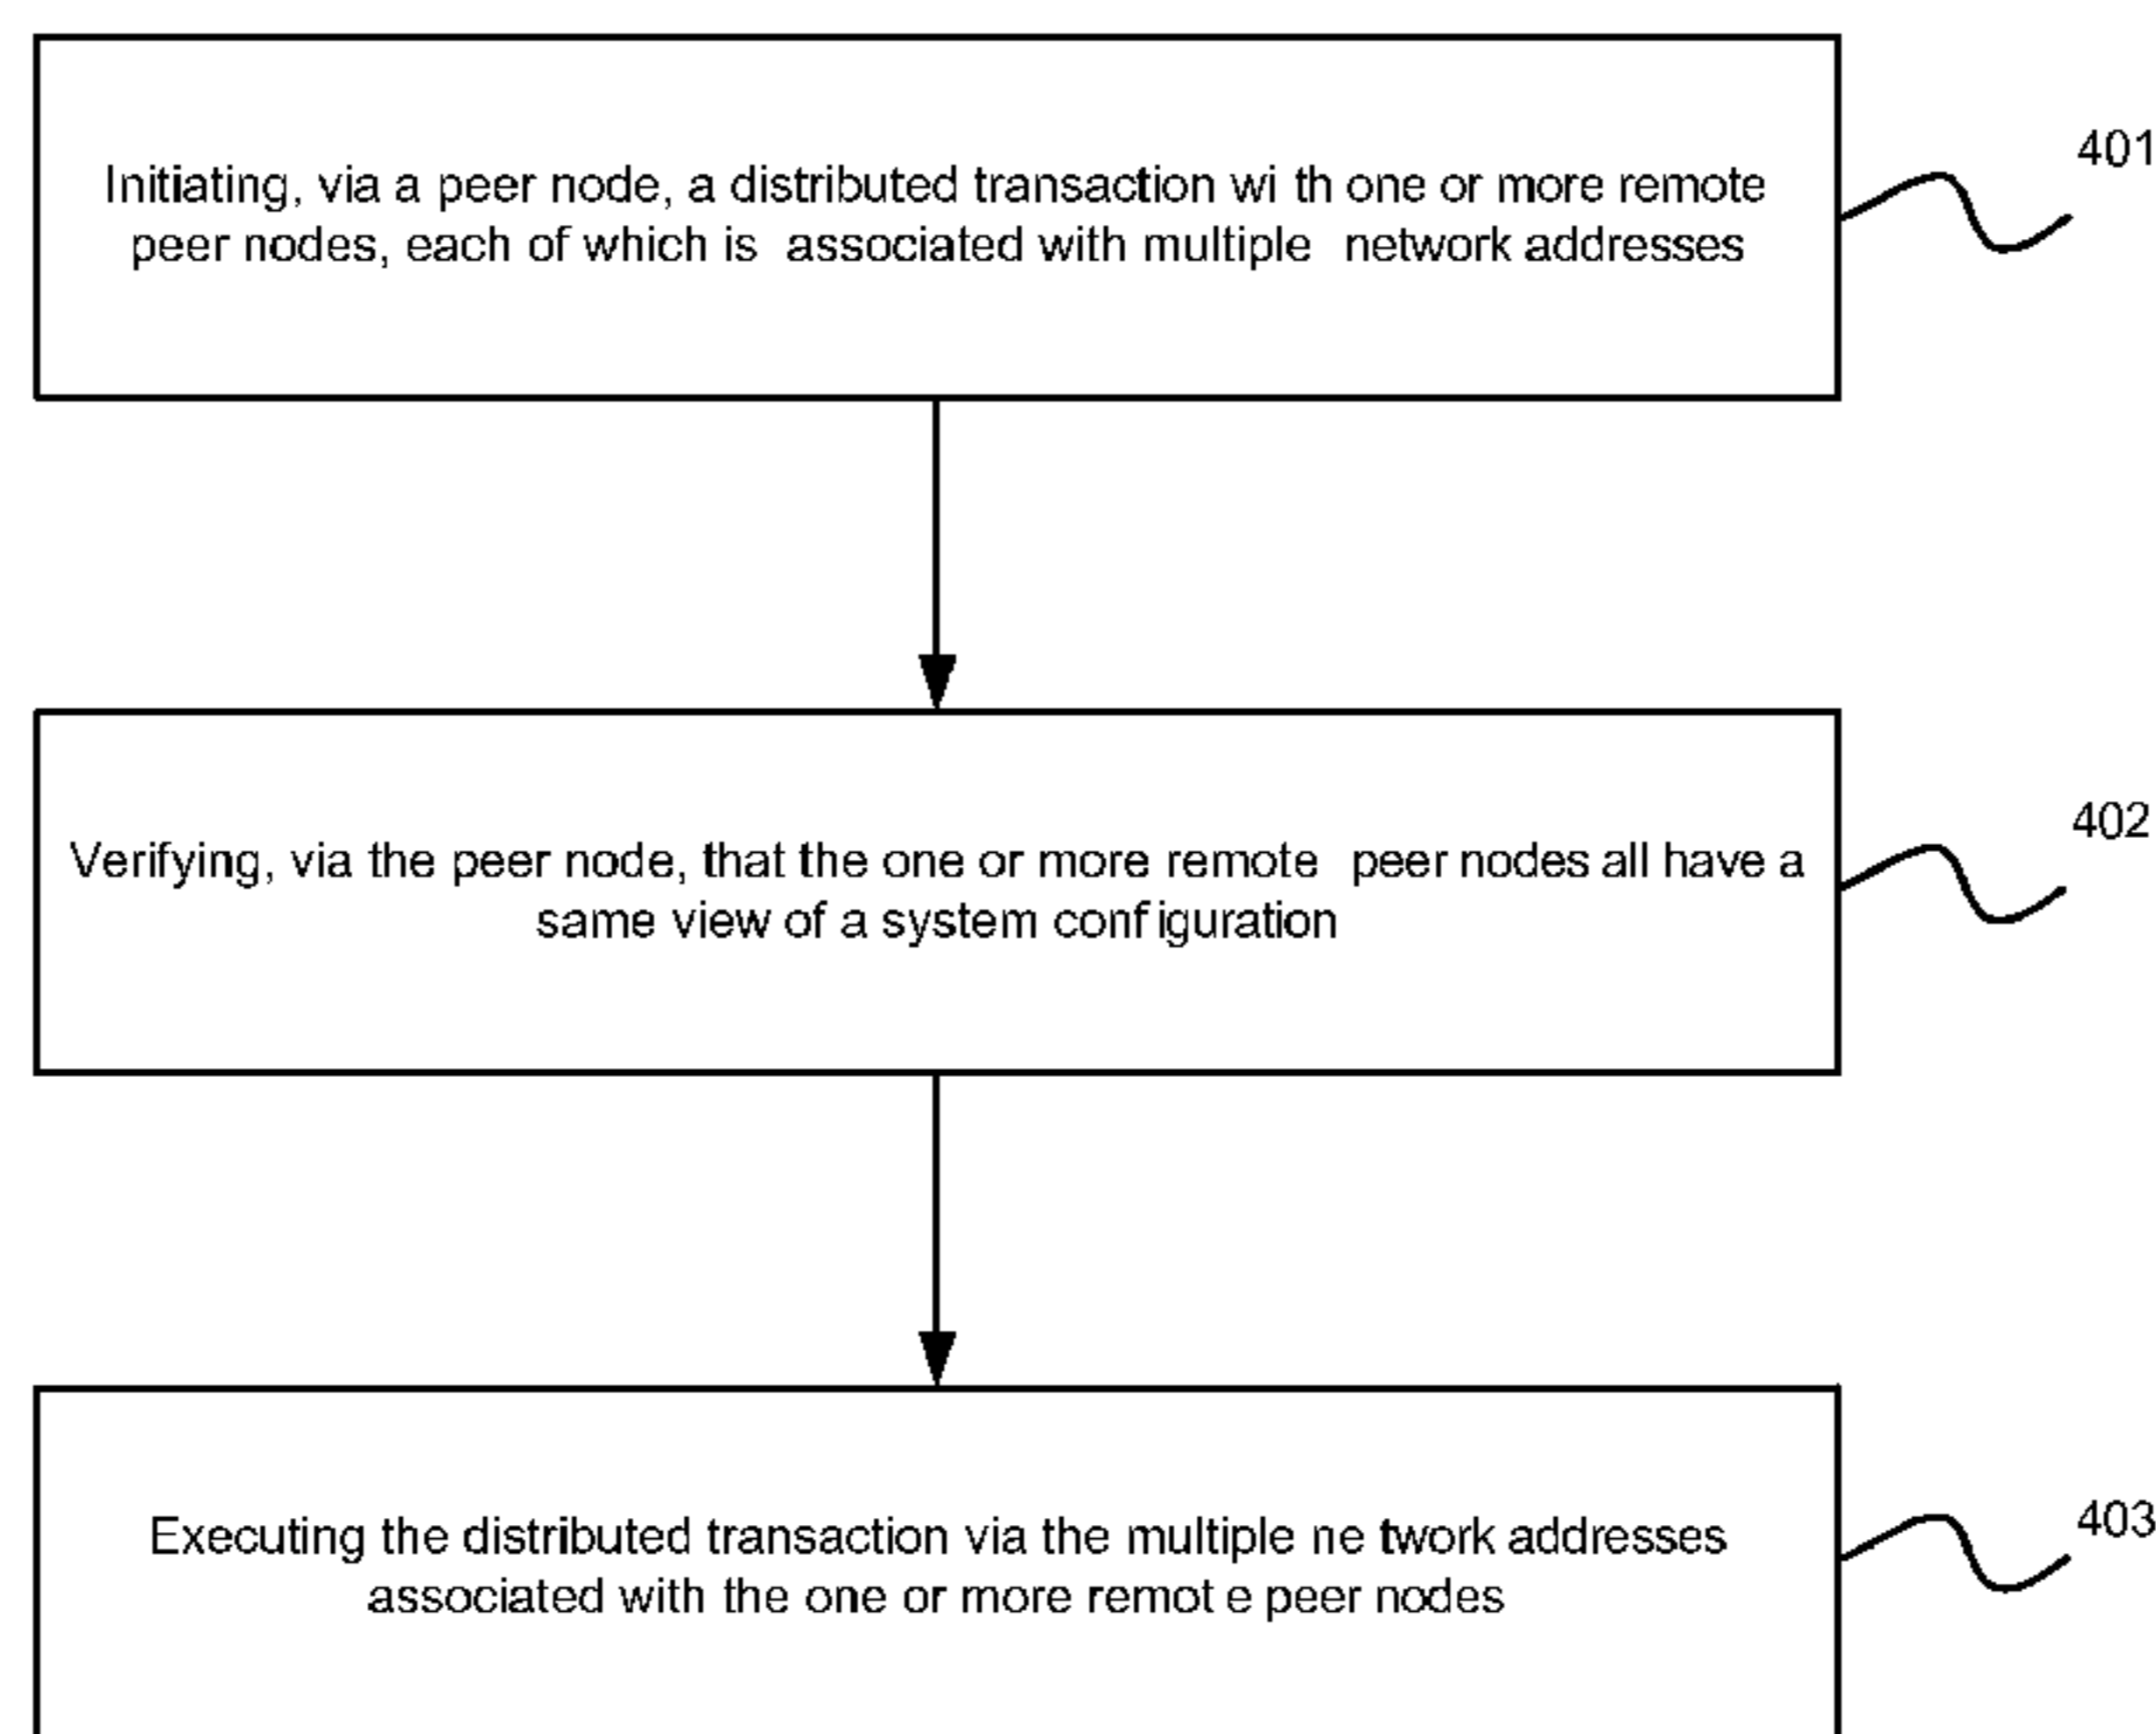 401
Initiating, via a peer node, a distributed transaction wi th one or more remote
peer nodes, each of which is associated with multiple network addresses
402
Verifying, via the peer node, that the one or more remote peer nodes all have a
same view of a system configuration
403
Executing the distributed transaction via the multiple ne twork addresses
associated with the one or more remot e peer nodes